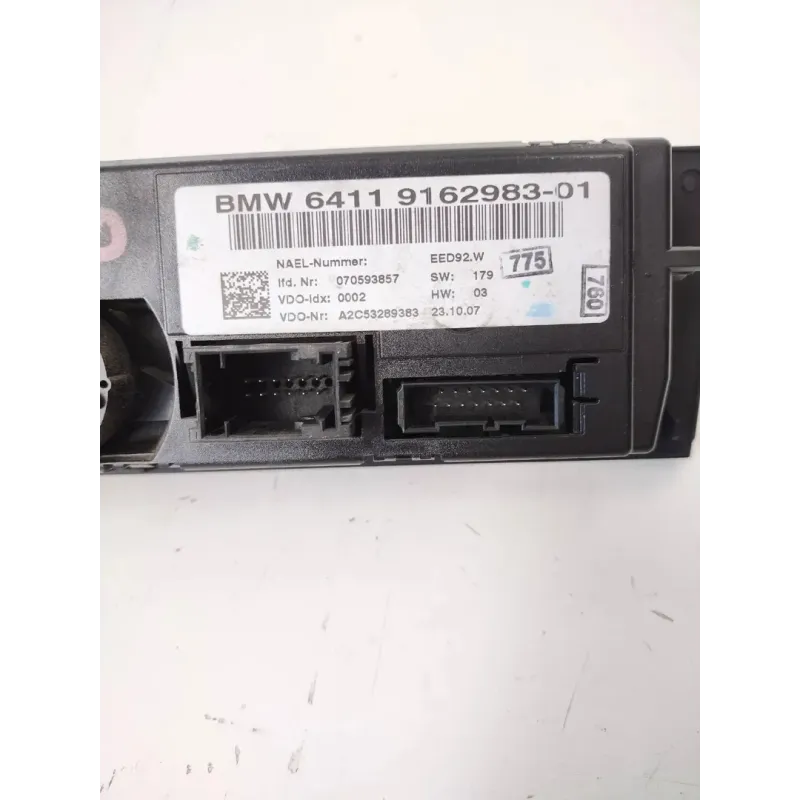 BMW 6411 9162983-01
NAEL-Nummer: EED92.W 775
lfd. Nr: 070593857 SW: 179
VDO-Idx: 0002 HW: 03
VDO-Nr: A2C53289383 23.10.07
760